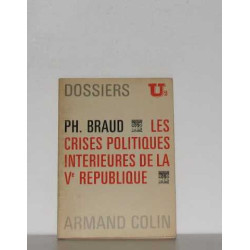 DOSSIERS U2
PH. BRAUD LES
CRISES POLITIQUES
INTERIEURES DE LA
Ve REPUBLIQUE
ARMAND COLIN